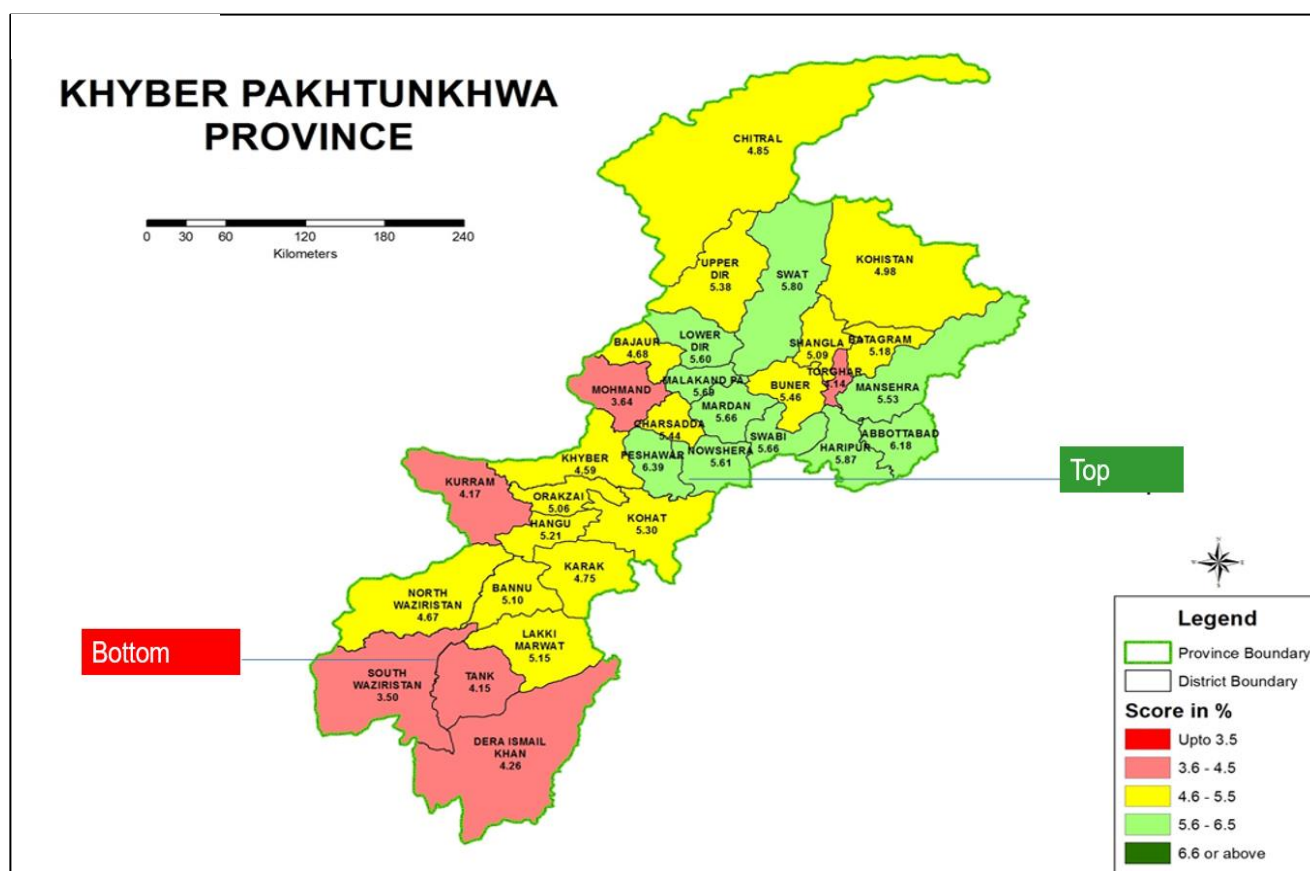 KHYBER PAKHTUNKHWA
PROVINCE
0 30 60 120 180 240
Kilometers
CHITRAL
4.85
UPPER
DIR
5.38
SWAT
5.80
KOHISTAN
4.98
LOWER
DIR
5.60
BAJAUR
4.68
SHANGLA
5.09
BATAGRAM
5.18
TORGHAR
4.14
MOHMAND
3.64
MALAKAND PA
5.69
BUNER
5.46
MANSEHRA
5.53
MARDAN
5.66
CHARSADDA
5.44
SWABI
5.66
ABBOTTABAD
6.18
HARIPUR
5.87
PESHAWAR
6.39
NOWSHERA
5.61
KHYBER
4.59
Top
KURRAM
4.17
ORAKZAI
5.06
HANGU
5.21
KOHAT
5.30
KARAK
4.75
BANNU
5.10
NORTH
WAZIRISTAN
4.67
LAKKI
MARWAT
5.15
Bottom
SOUTH
WAZIRISTAN
3.50
TANK
4.15
DERA ISMAIL
KHAN
4.26
Legend
Province Boundary
District Boundary
Score in %
Upto 3.5
3.6 - 4.5
4.6 - 5.5
5.6 - 6.5
6.6 or above